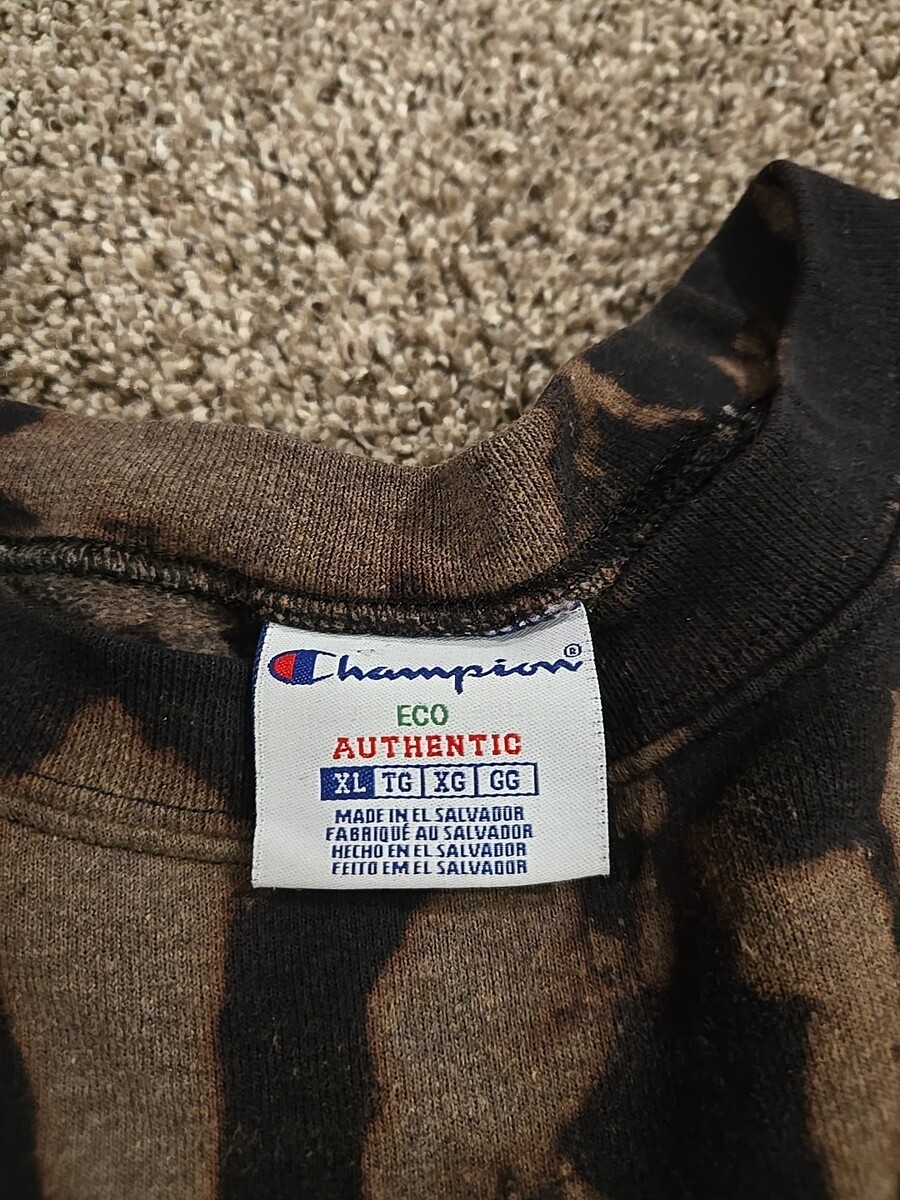 Champion®
ECO
AUTHENTIC
XL TG XG GG
MADE IN EL SALVADOR
FABRIQUÉ AU SALVADOR
HECHO EN EL SALVADOR
FEITO EM EL SALVADOR